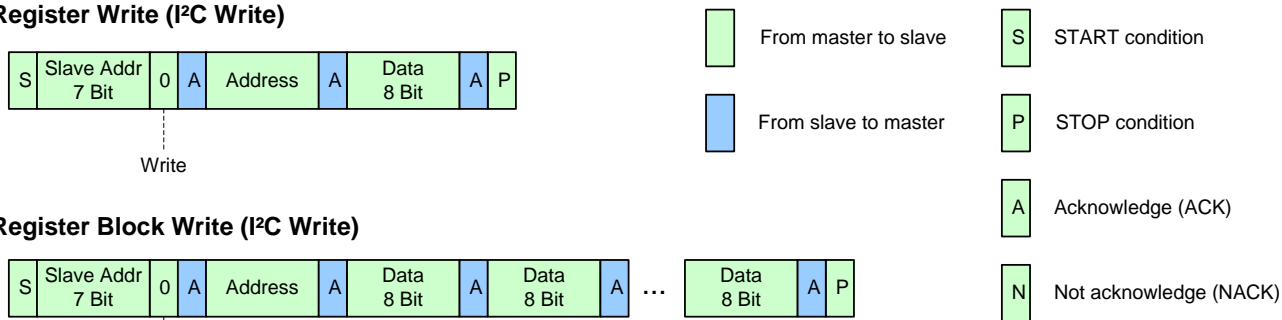 Register Write (I²C Write)
S Slave Addr 7 Bit 0 A Address A Data 8 Bit A P
Write
Register Block Write (I²C Write)
S Slave Addr 7 Bit 0 A Address A Data 8 Bit A Data 8 Bit A ... Data 8 Bit A P
From master to slave
From slave to master
S START condition
P STOP condition
A Acknowledge (ACK)
N Not acknowledge (NACK)